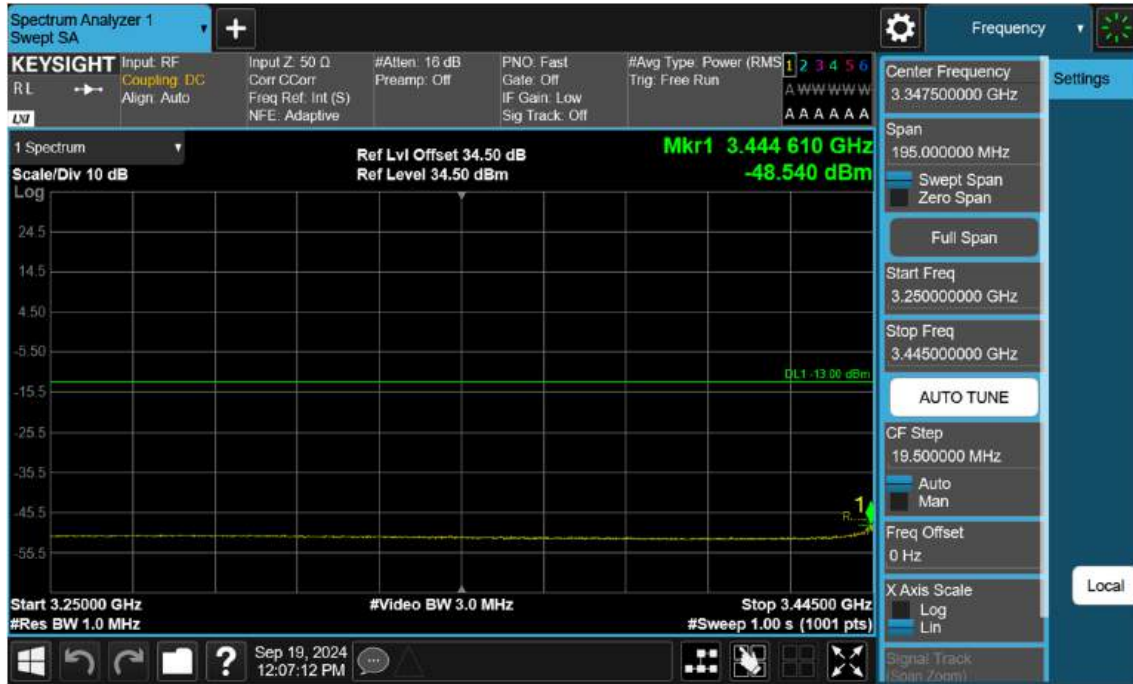 Spectrum Analyzer 1
Swept SA
+
Frequency
KEYSIGHT
RL
LXI
Input: RF
Coupling: DC
Align: Auto
Input Z: 50 Ω
Corr CCorr
Freq Ref: Int (S)
NFE: Adaptive
#Atten: 16 dB
Preamp: Off
PNO: Fast
Gate: Off
IF Gain: Low
Sig Track: Off
#Avg Type: Power (RMS
Trig: Free Run
1 2 3 4 5 6
A W W W W W
A A A A A A
1 Spectrum
Scale/Div 10 dB
Ref Lvl Offset 34.50 dB
Ref Level 34.50 dBm
Mkr1 3.444 610 GHz
-48.540 dBm
Log
24.5
14.5
4.50
-5.50
-15.5
-25.5
-35.5
-45.5
-55.5
DL1 -13.00 dBm
1
R....
Start 3.25000 GHz
#Res BW 1.0 MHz
#Video BW 3.0 MHz
Stop 3.44500 GHz
#Sweep 1.00 s (1001 pts)
Center Frequency
3.347500000 GHz
Span
195.000000 MHz
Swept Span
Zero Span
Full Span
Start Freq
3.250000000 GHz
Stop Freq
3.445000000 GHz
AUTO TUNE
CF Step
19.500000 MHz
Auto
Man
Freq Offset
0 Hz
X Axis Scale
Log
Lin
Signal Track
(Span Zoom)
Settings
Local
?
Sep 19, 2024
12:07:12 PM